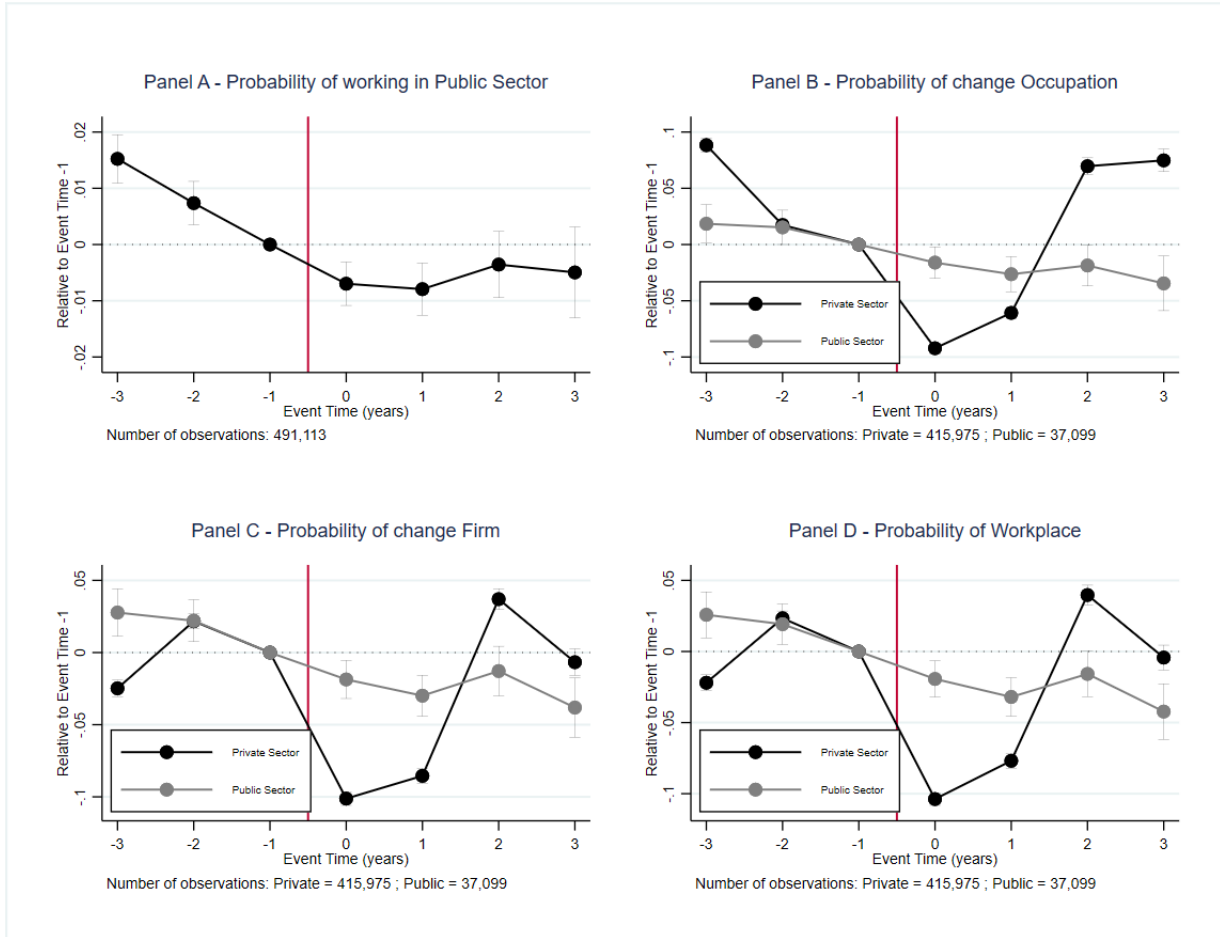 Panel A - Probability of working in Public Sector
Relative to Event Time -1
.02
.01
0
-.01
-.02
-3 -2 -1 0 1 2 3
Event Time (years)
Number of observations: 491,113
Panel B - Probability of change Occupation
Relative to Event Time -1
.1
.05
0
-.05
-.1
Private Sector
Public Sector
-3 -2 -1 0 1 2 3
Event Time (years)
Number of observations: Private = 415,975 ; Public = 37,099
Panel C - Probability of change Firm
Relative to Event Time -1
.05
0
-.05
-.1
Private Sector
Public Sector
-3 -2 -1 0 1 2 3
Event Time (years)
Number of observations: Private = 415,975 ; Public = 37,099
Panel D - Probability of Workplace
Relative to Event Time -1
.05
0
-.05
-.1
Private Sector
Public Sector
-3 -2 -1 0 1 2 3
Event Time (years)
Number of observations: Private = 415,975 ; Public = 37,099